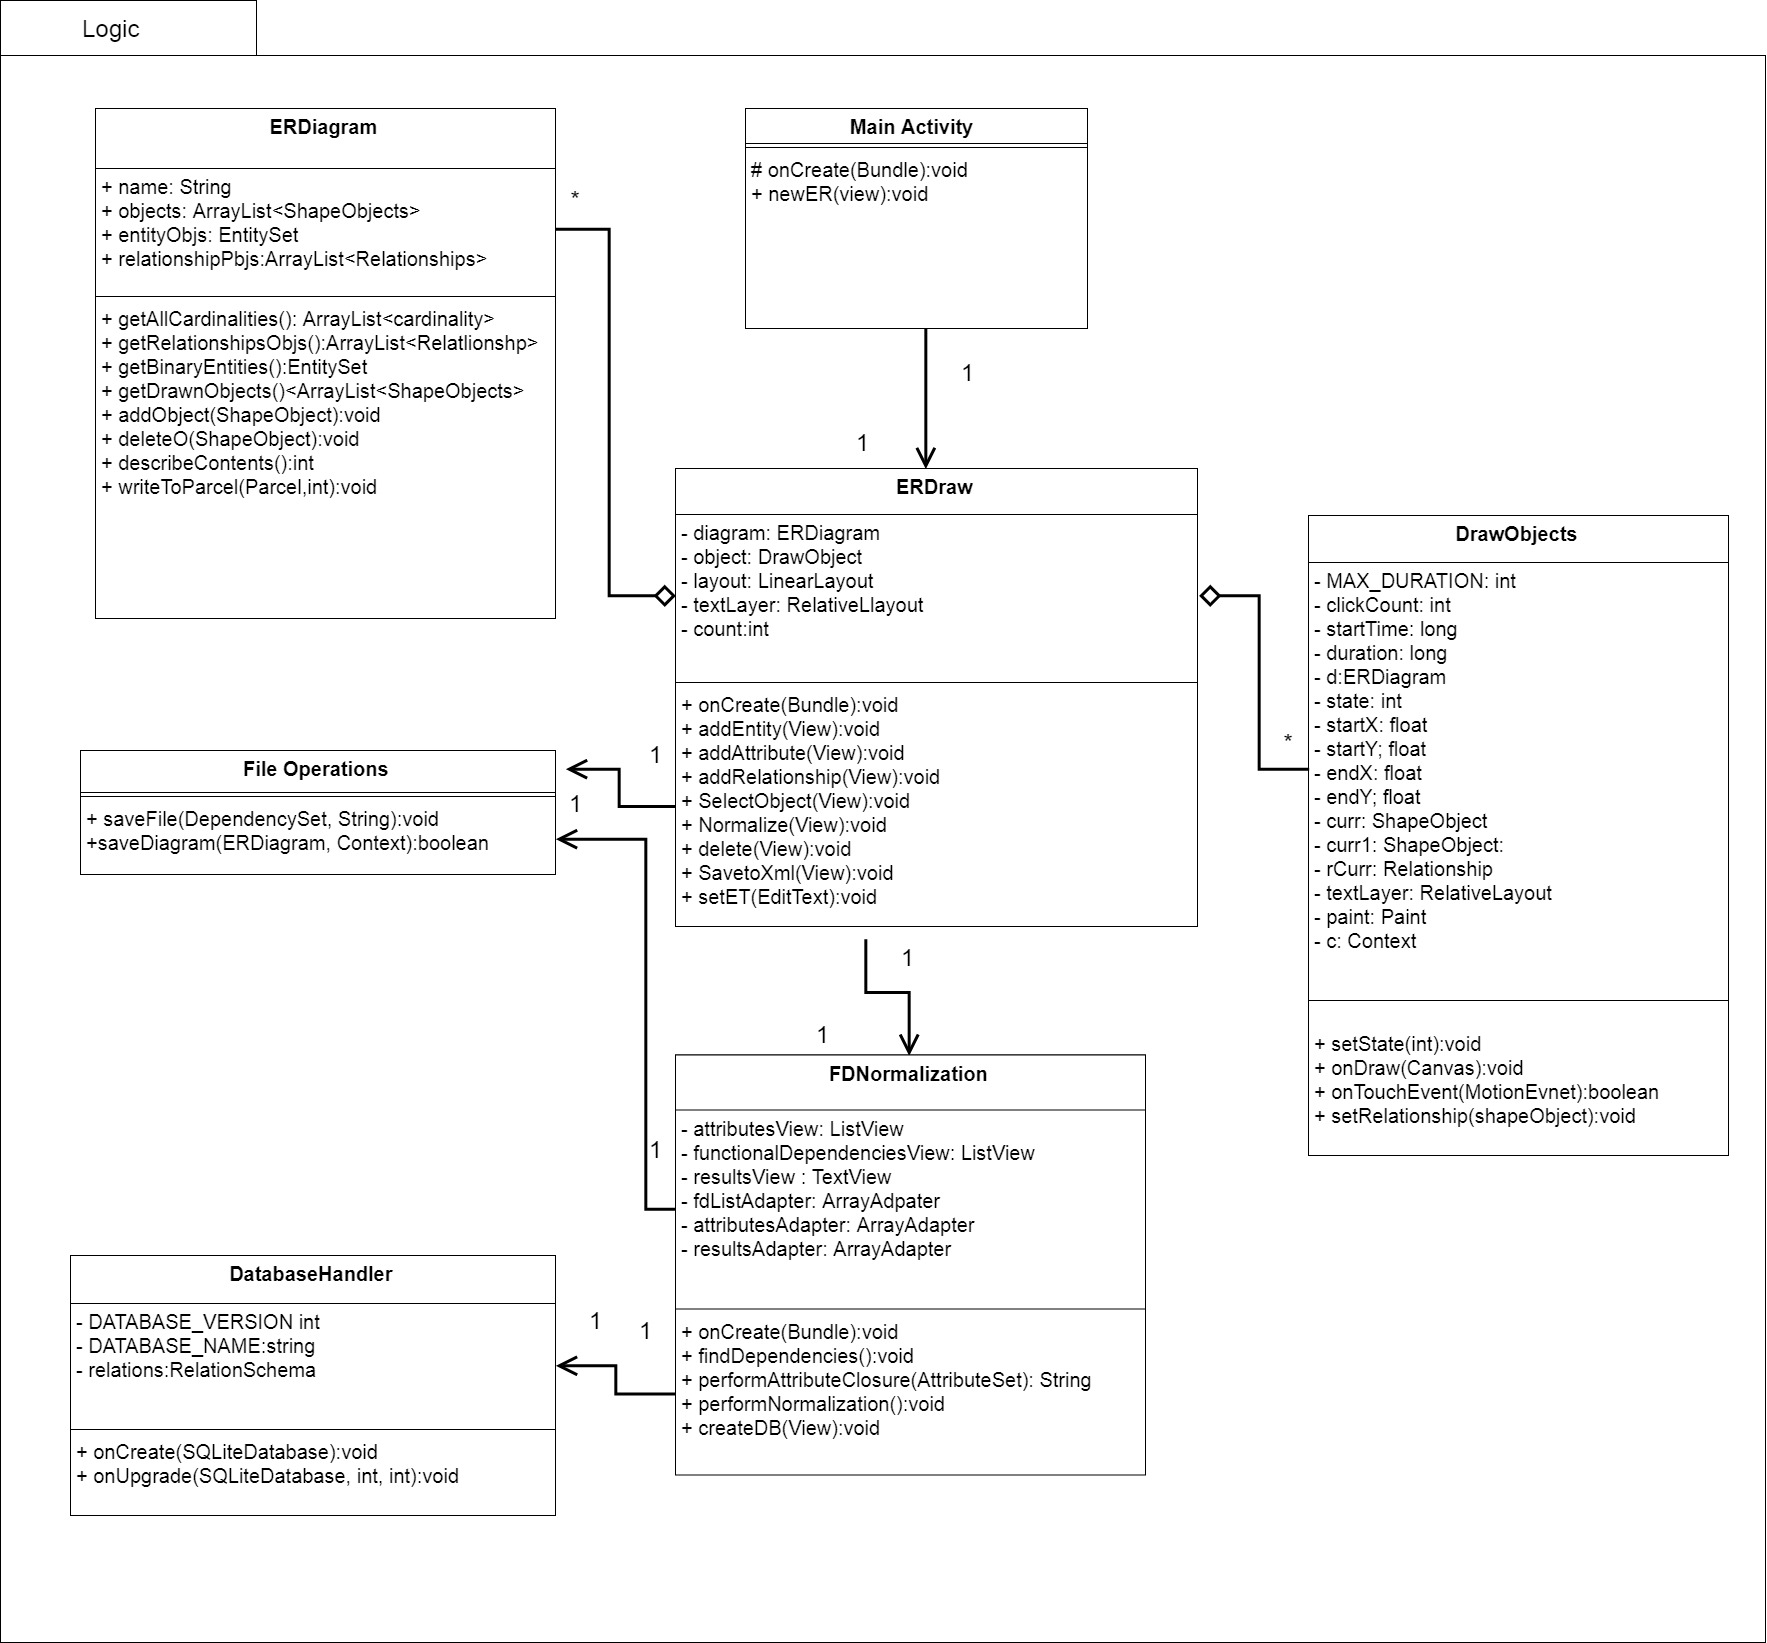 Logic
ERDiagram
+ name: String
+ objects: ArrayList<ShapeObjects>
+ entityObjs: EntitySet
+ relationshipPbjs:ArrayList<Relationships>
+ getAllCardinalities(): ArrayList<cardinality>
+ getRelationshipsObjs():ArrayList<Relatlionshp>
+ getBinaryEntities():EntitySet
+ getDrawnObjects()<ArrayList<ShapeObjects>
+ addObject(ShapeObject):void
+ deleteO(ShapeObject):void
+ describeContents():int
+ writeToParcel(Parcel,int):void
*
Main Activity
# onCreate(Bundle):void
+ newER(view):void
1
1
ERDraw
- diagram: ERDiagram
- object: DrawObject
- layout: LinearLayout
- textLayer: RelativeLlayout
- count:int
+ onCreate(Bundle):void
+ addEntity(View):void
+ addAttribute(View):void
+ addRelationship(View):void
+ SelectObject(View):void
+ Normalize(View):void
+ delete(View):void
+ SavetoXml(View):void
+ setET(EditText):void
*
DrawObjects
- MAX_DURATION: int
- clickCount: int
- startTime: long
- duration: long
- d:ERDiagram
- state: int
- startX: float
- startY; float
- endX: float
- endY; float
- curr: ShapeObject
- curr1: ShapeObject:
- rCurr: Relationship
- textLayer: RelativeLayout
- paint: Paint
- c: Context
+ setState(int):void
+ onDraw(Canvas):void
+ onTouchEvent(MotionEvnet):boolean
+ setRelationship(shapeObject):void
1
1
File Operations
+ saveFile(DependencySet, String):void
+saveDiagram(ERDiagram, Context):boolean
1
1
FDNormalization
- attributesView: ListView
- functionalDependenciesView: ListView
- resultsView : TextView
- fdListAdapter: ArrayAdpater
- attributesAdapter: ArrayAdapter
- resultsAdapter: ArrayAdapter
+ onCreate(Bundle):void
+ findDependencies():void
+ performAttributeClosure(AttributeSet): String
+ performNormalization():void
+ createDB(View):void
1
1
1
DatabaseHandler
- DATABASE_VERSION int
- DATABASE_NAME:string
- relations:RelationSchema
+ onCreate(SQLiteDatabase):void
+ onUpgrade(SQLiteDatabase, int, int):void